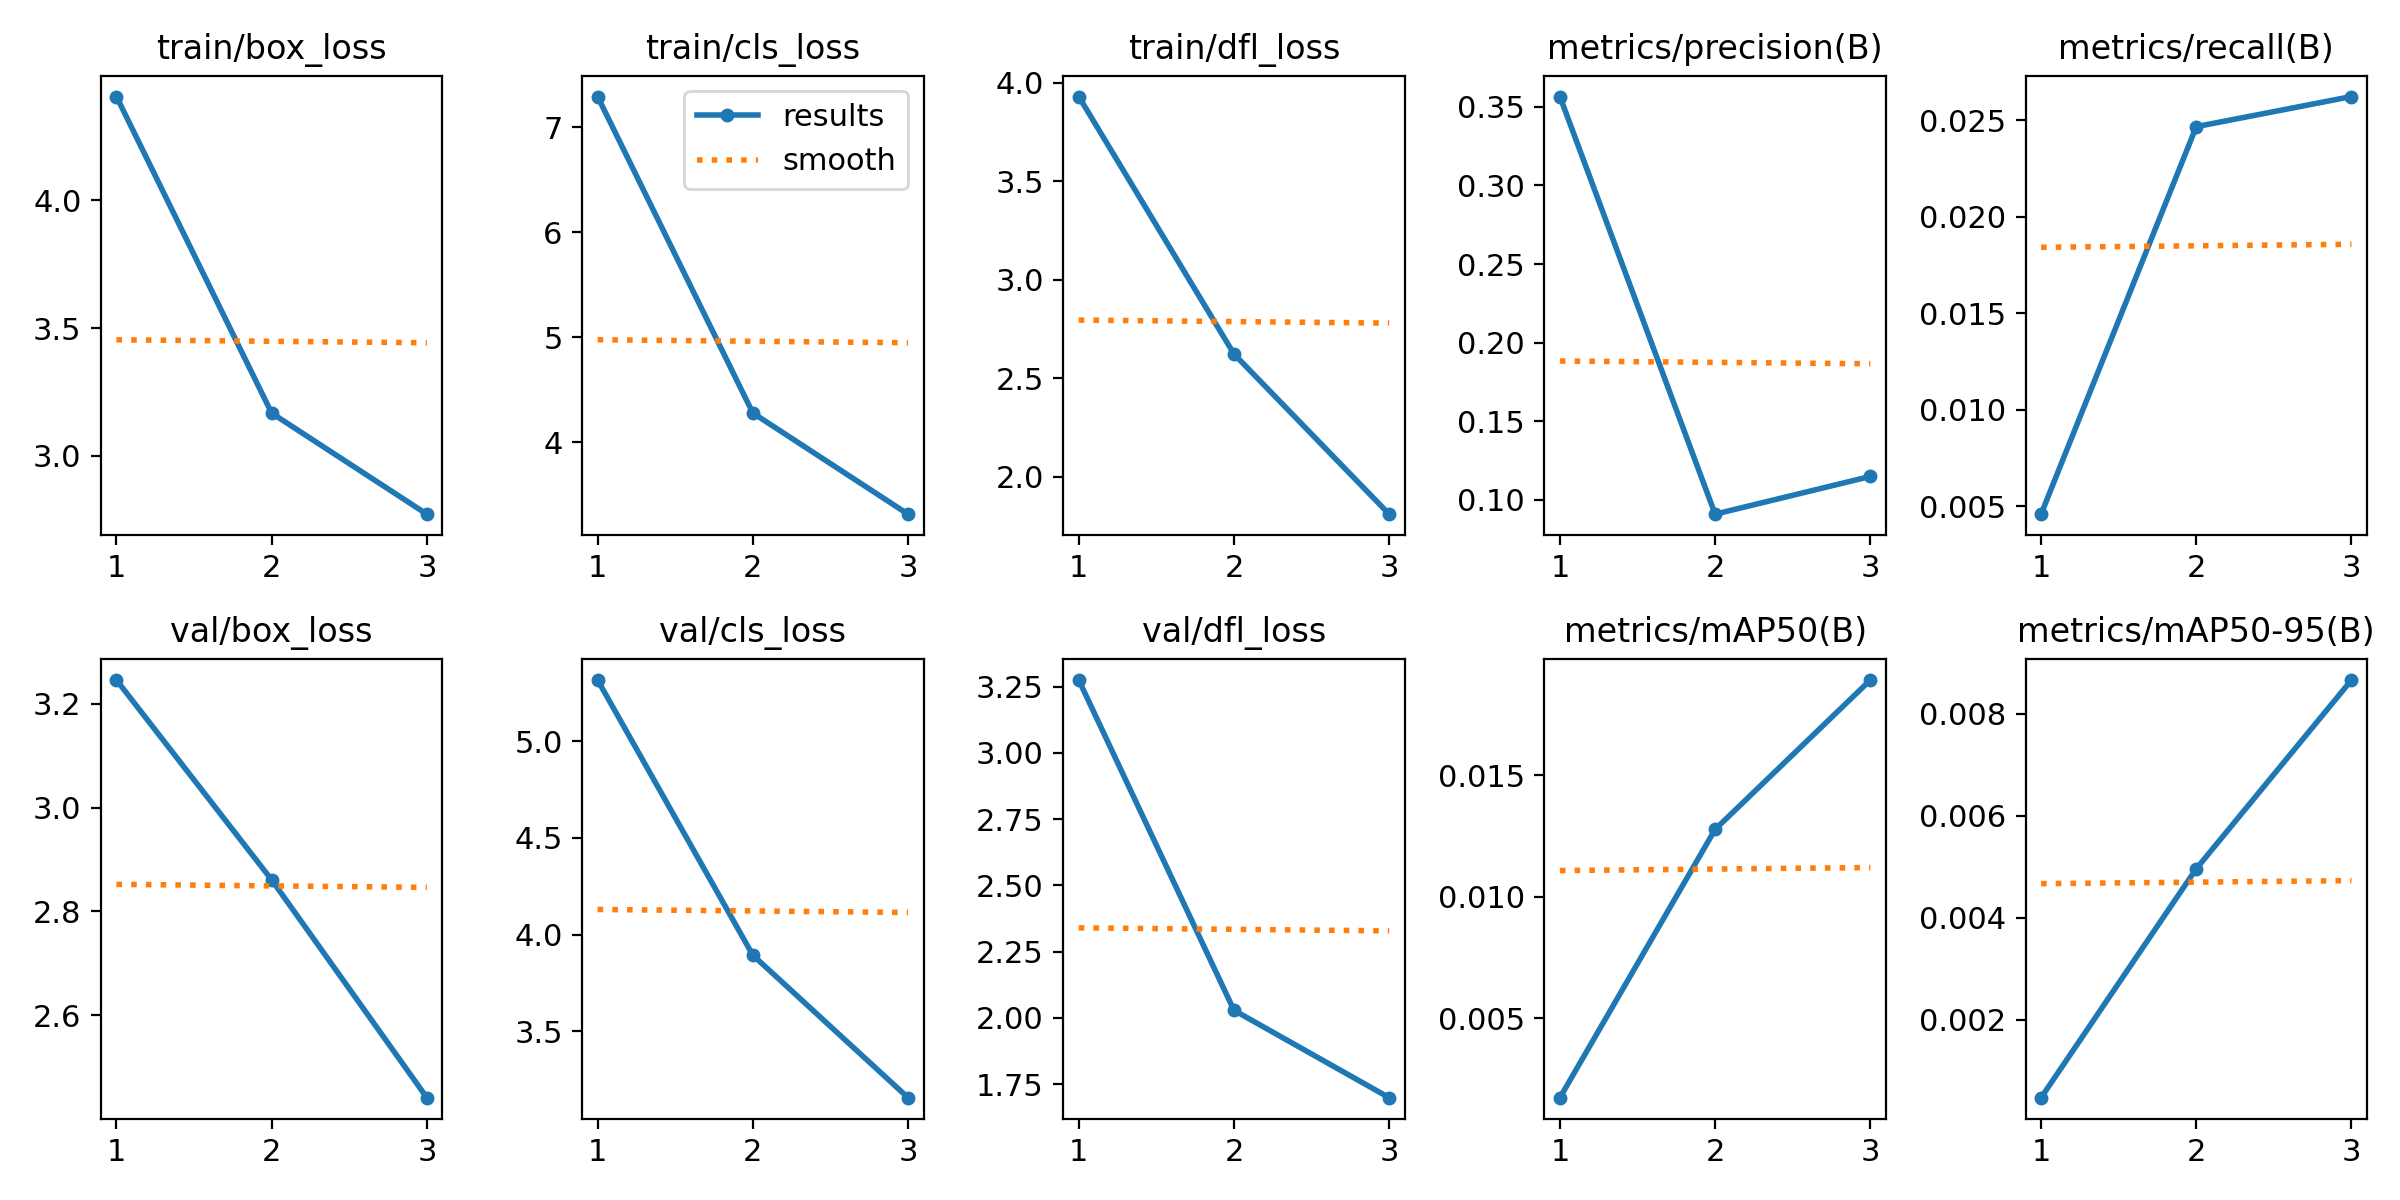 train/box_loss
4.0
3.5
3.0
1 2 3
train/cls_loss
results
smooth
7
6
5
4
1 2 3
train/dfl_loss
4.0
3.5
3.0
2.5
2.0
1 2 3
metrics/precision(B)
0.35
0.30
0.25
0.20
0.15
0.10
1 2 3
metrics/recall(B)
0.025
0.020
0.015
0.010
0.005
1 2 3
val/box_loss
3.2
3.0
2.8
2.6
1 2 3
val/cls_loss
5.0
4.5
4.0
3.5
1 2 3
val/dfl_loss
3.25
3.00
2.75
2.50
2.25
2.00
1.75
1 2 3
metrics/mAP50(B)
0.015
0.010
0.005
1 2 3
metrics/mAP50-95(B)
0.008
0.006
0.004
0.002
1 2 3